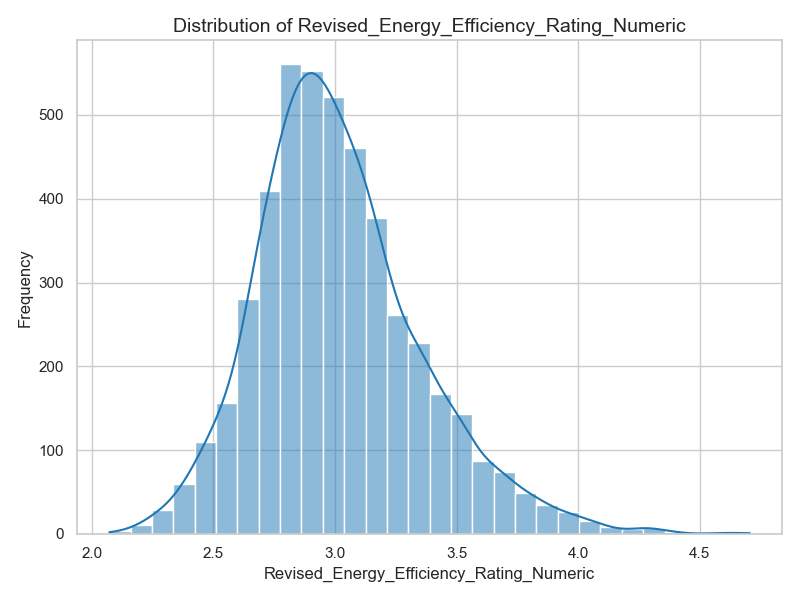 Distribution of Revised_Energy_Efficiency_Rating_Numeric
Frequency
500
400
300
200
100
0
2.0 2.5 3.0 3.5 4.0 4.5
Revised_Energy_Efficiency_Rating_Numeric